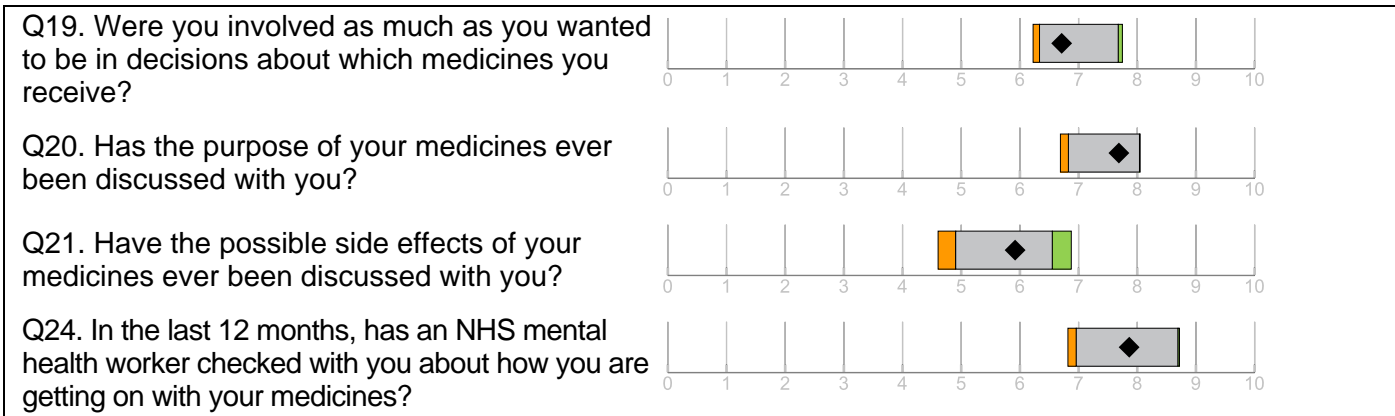 Q19. Were you involved as much as you wanted
to be in decisions about which medicines you
receive?
0 1 2 3 4 5 6 7 8 9 10
Q20. Has the purpose of your medicines ever
been discussed with you?
0 1 2 3 4 5 6 7 8 9 10
Q21. Have the possible side effects of your
medicines ever been discussed with you?
0 1 2 3 4 5 6 7 8 9 10
Q24. In the last 12 months, has an NHS mental
health worker checked with you about how you are
getting on with your medicines?
0 1 2 3 4 5 6 7 8 9 10